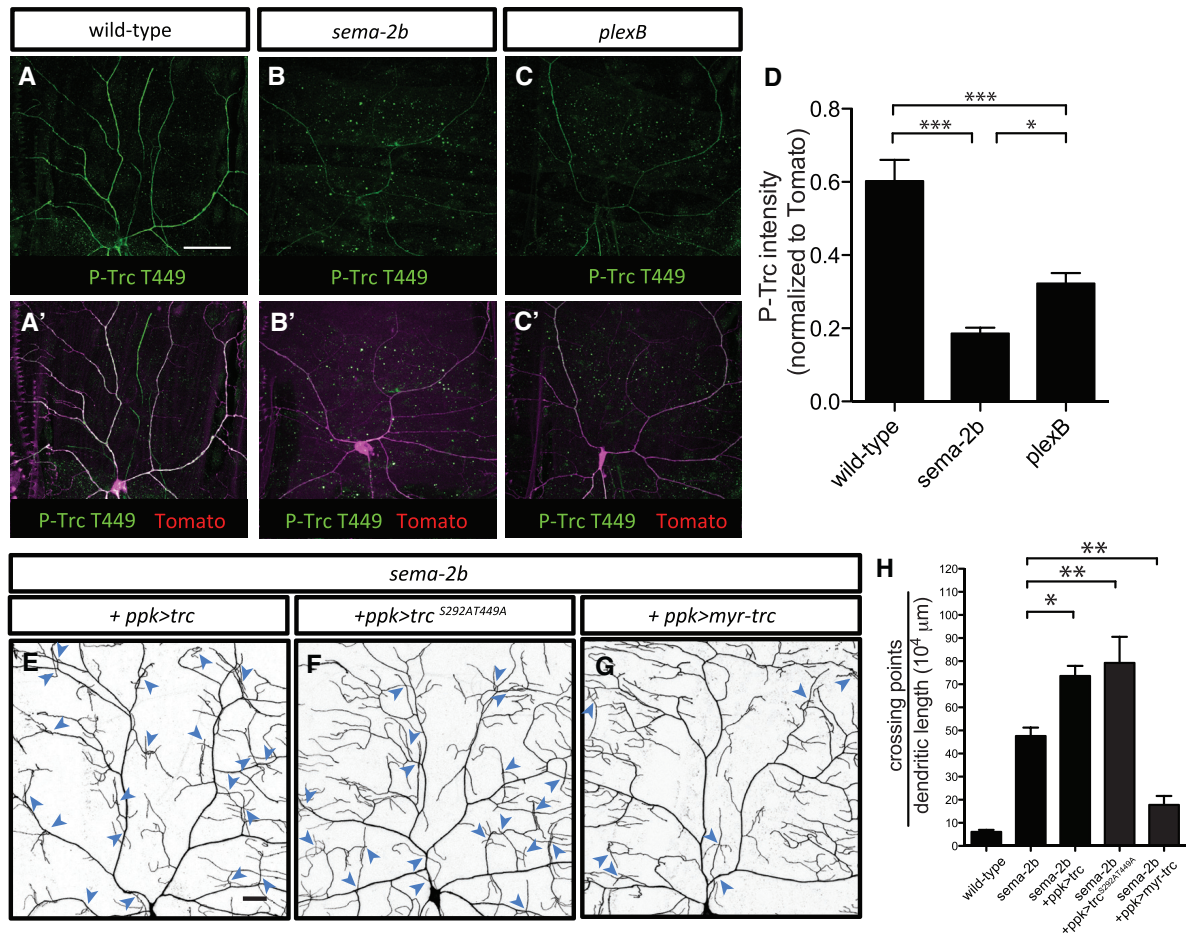 wild-type
sema-2b
plexB
A
B
C
P-Trc T449
P-Trc T449
P-Trc T449
A’
B’
C’
P-Trc T449 Tomato
P-Trc T449 Tomato
P-Trc T449 Tomato
D
P-Trc intensity
(normalized to Tomato)
0.8
0.6
0.4
0.2
0.0
***
***
*
wild-type
sema-2b
plexB
sema-2b
+ ppk>trc
+ppk>trc S292AT449A
+ ppk>myr-trc
E
F
G
H
crossing points
dendritic length (10⁴ μm)
120
110
100
90
80
70
60
50
40
30
20
10
0
**
**
*
wild-type
sema-2b
sema-2b
+ppk>trc
sema-2b
+ppk>trc S292AT449A
sema-2b
+ppk>myr-trc